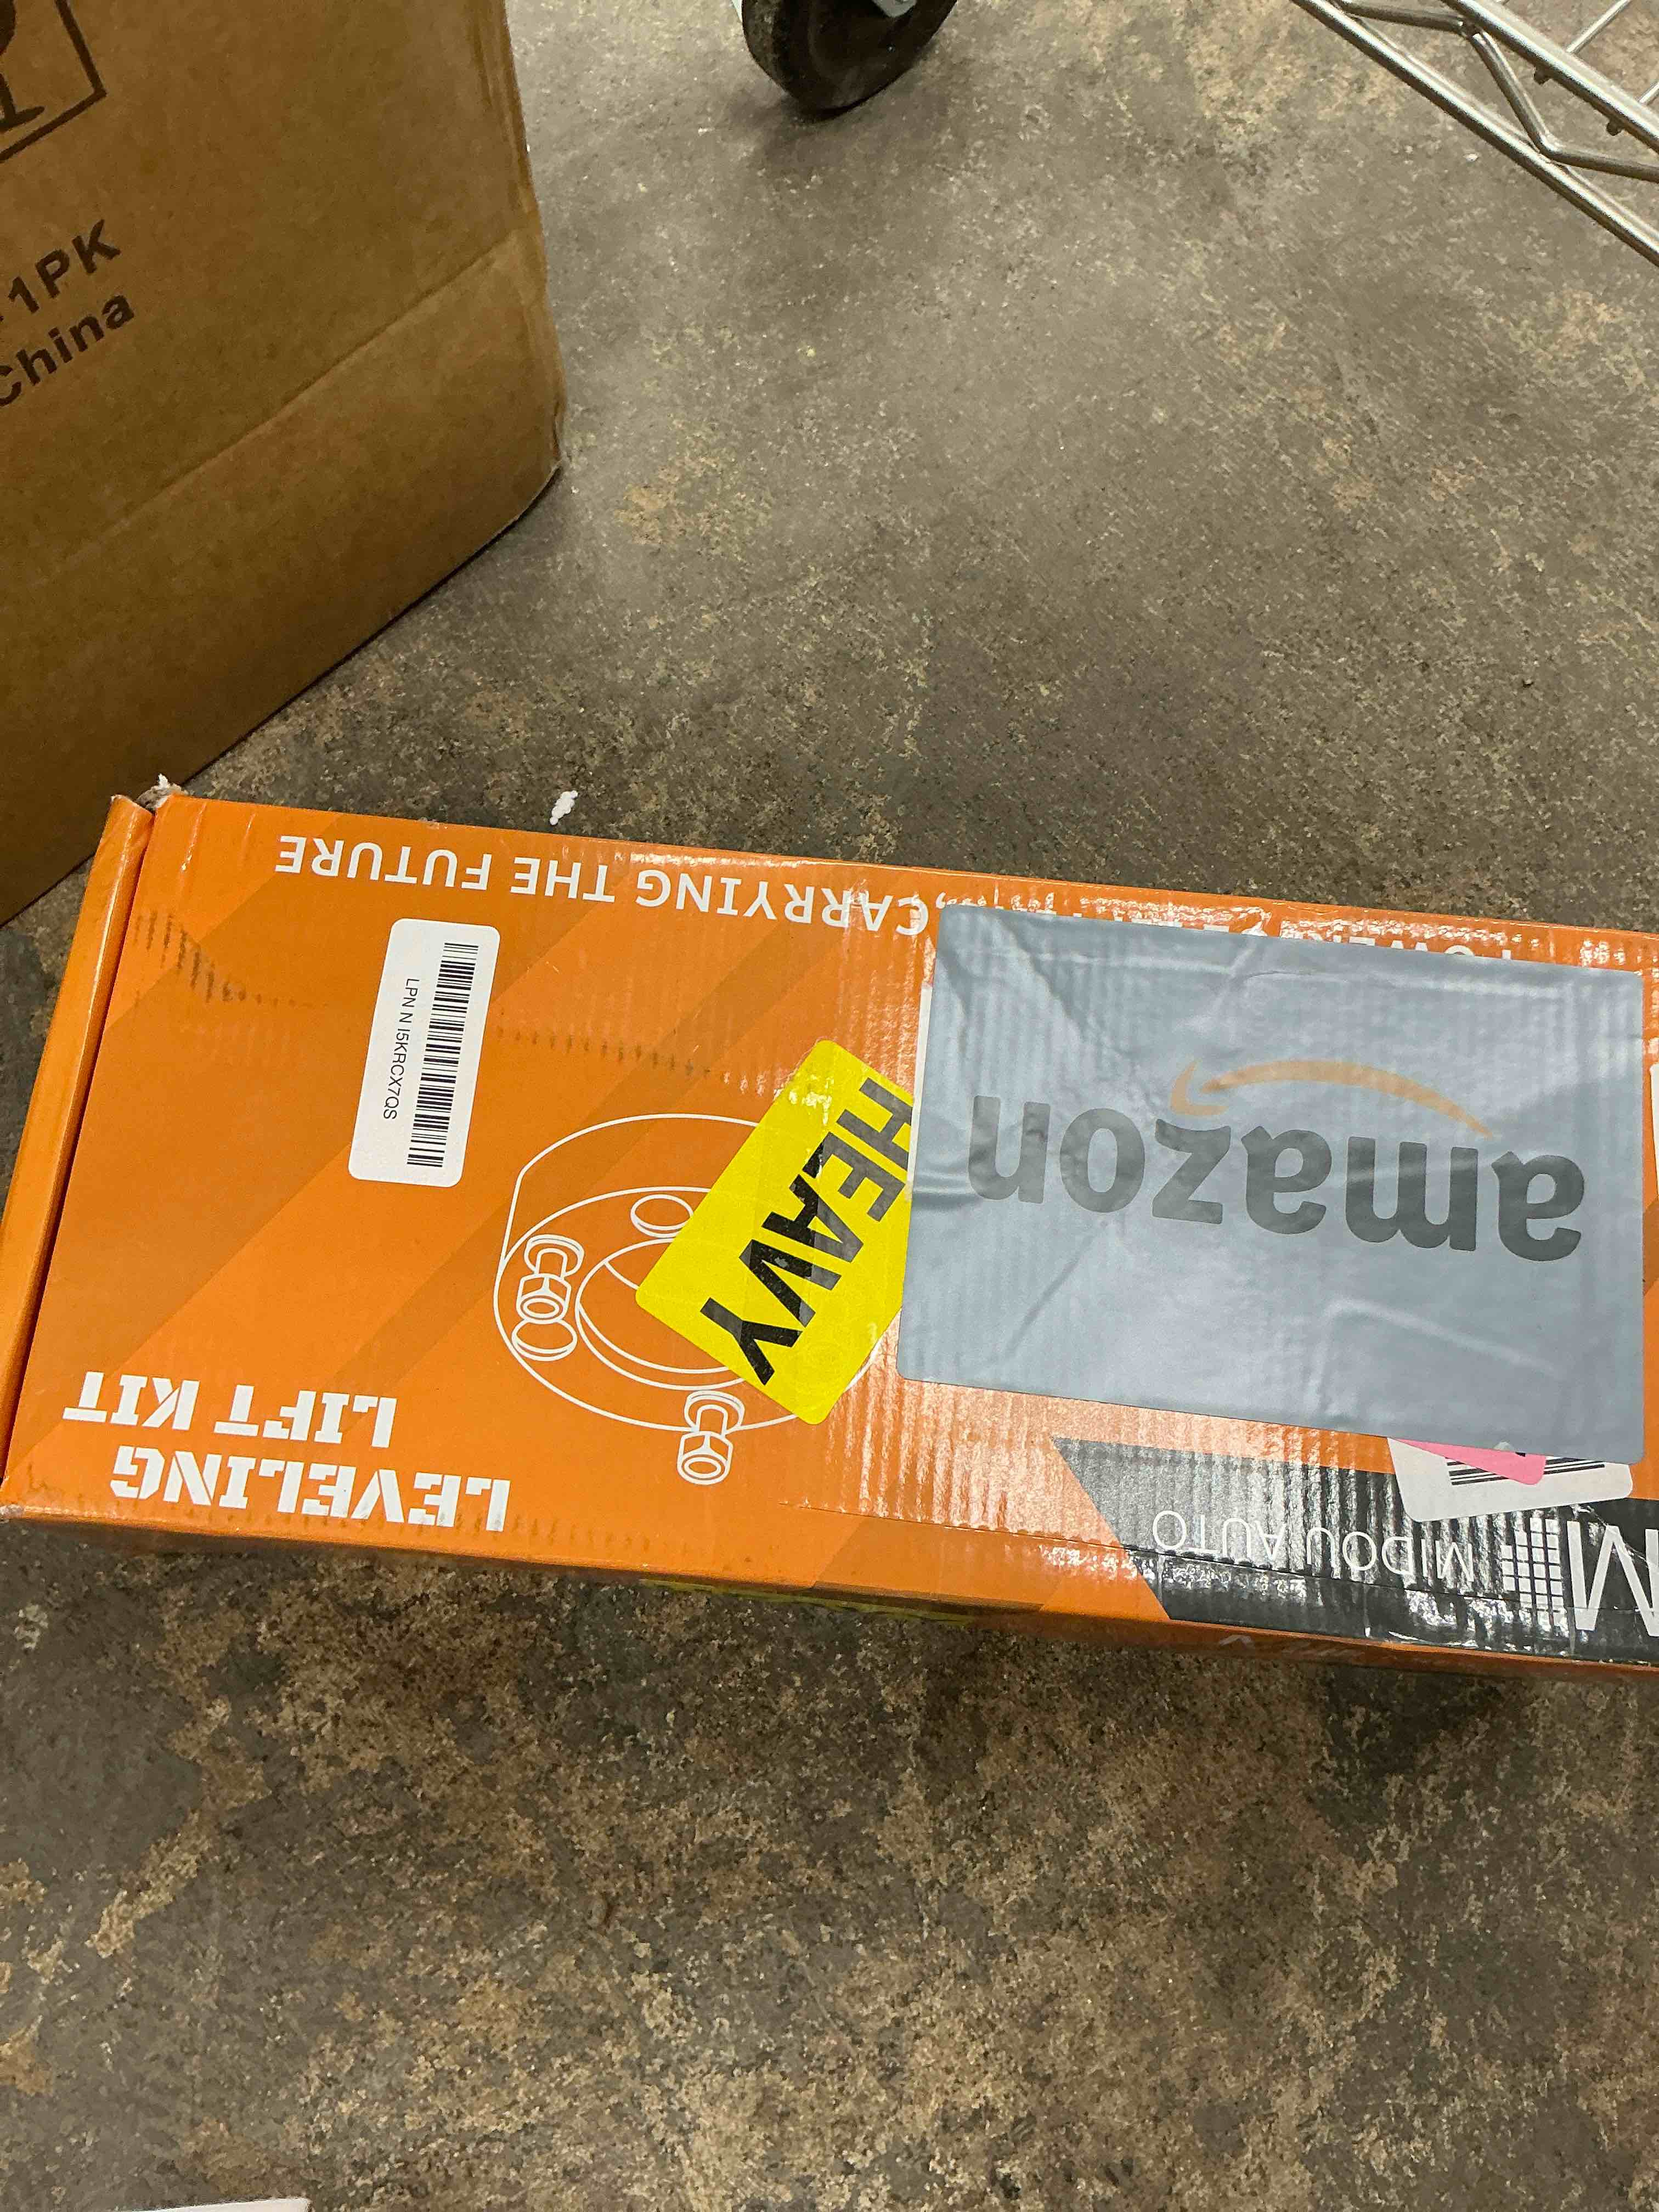 1PK
China
LEVELING
LIFT KIT
MIDOU AUTO
amazon
HEAVY
LPN N I5KRCX7QS
,CARRYING THE FUTURE